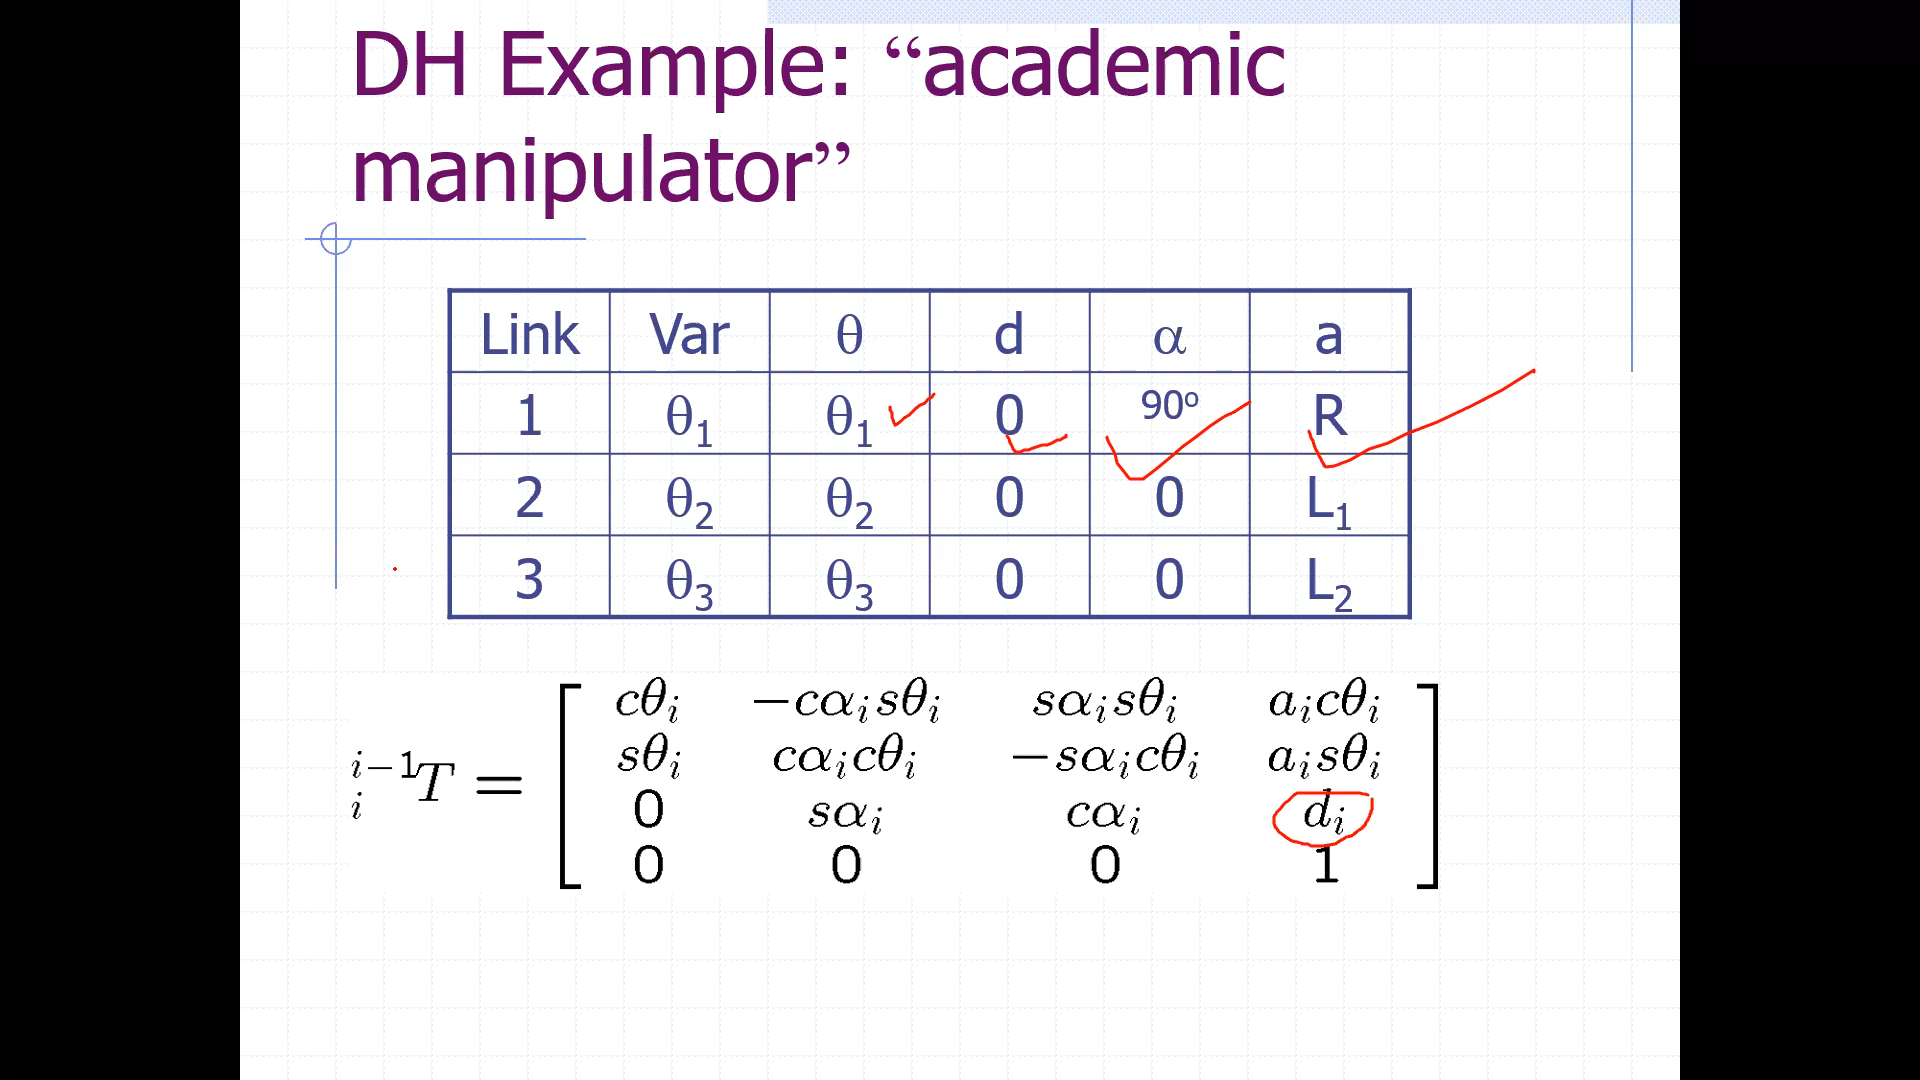 DH Example: “academic
manipulator”
Link Var θ d α a
1 θ₁ θ₁ 0 90º R
2 θ₂ θ₂ 0 0 L₁
3 θ₃ θ₃ 0 0 L₂
cθᵢ −cαᵢsθᵢ sαᵢsθᵢ aᵢcθᵢ
sθᵢ cαᵢcθᵢ −sαᵢcθᵢ aᵢsθᵢ
i−1 i T =
0 sαᵢ cαᵢ dᵢ
0 0 0 1